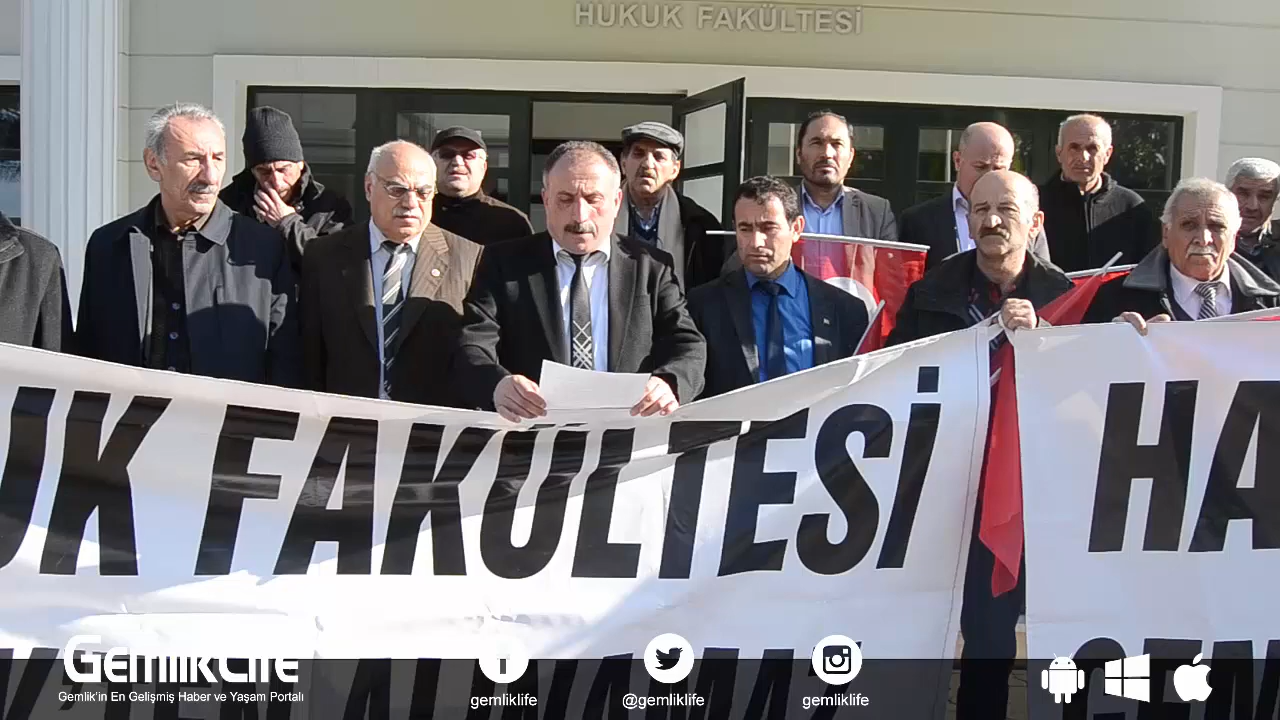 HUKUK FAKÜLTESİ
UK FAKÜLTESİ
HA
GemlikLife
Gemlik'in En Gelişmiş Haber ve Yaşam Portalı
gemliklife
@gemliklife
gemliklife